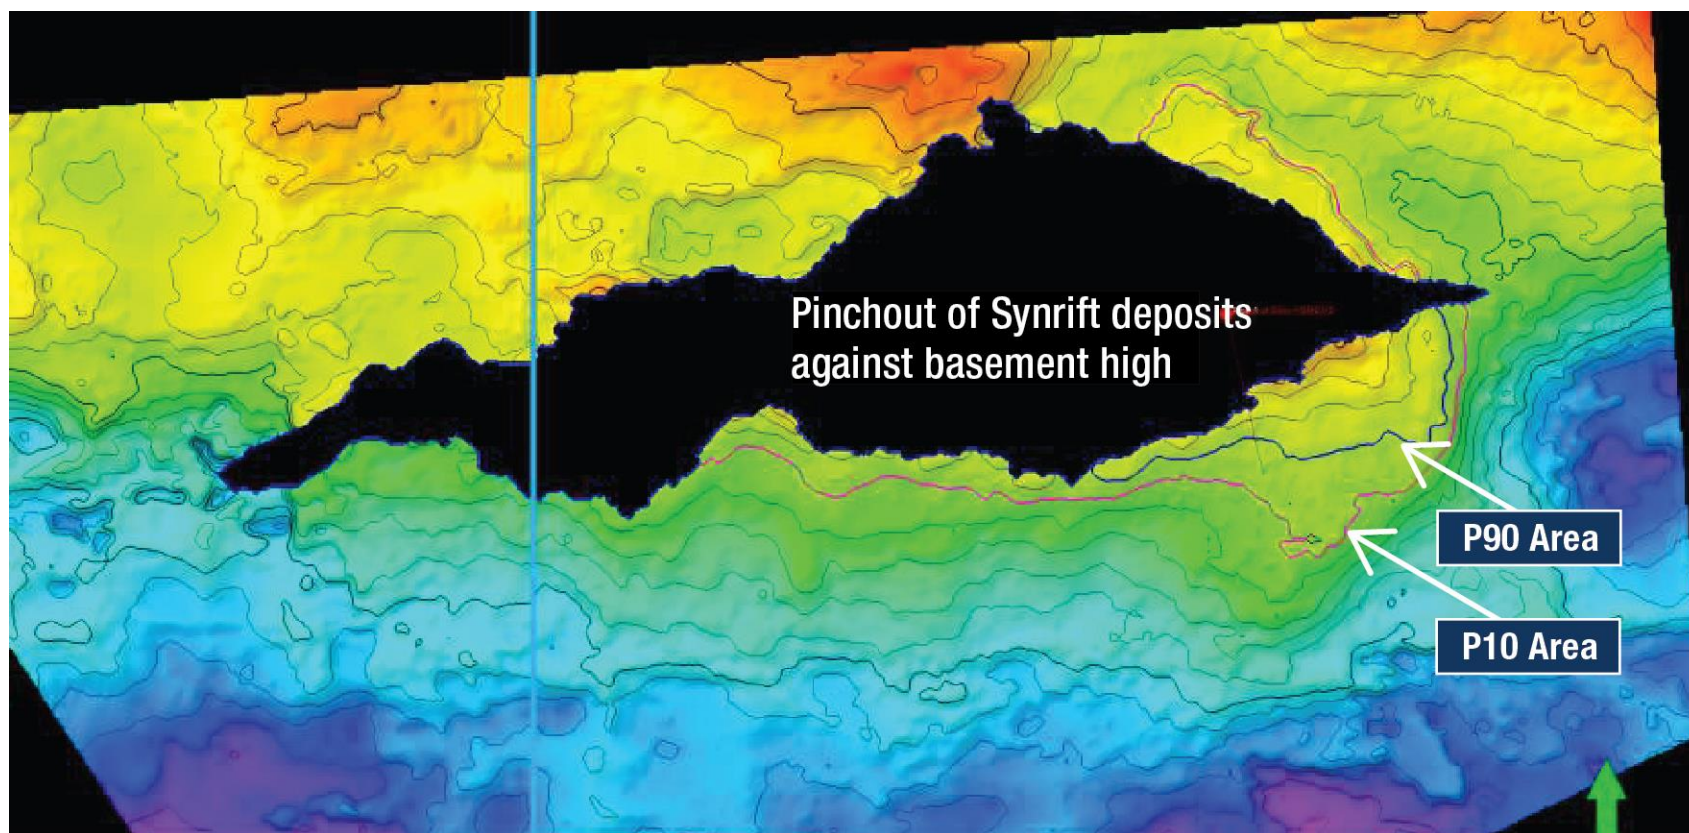 Pinchout of Synrift deposits
against basement high
P90 Area
P10 Area